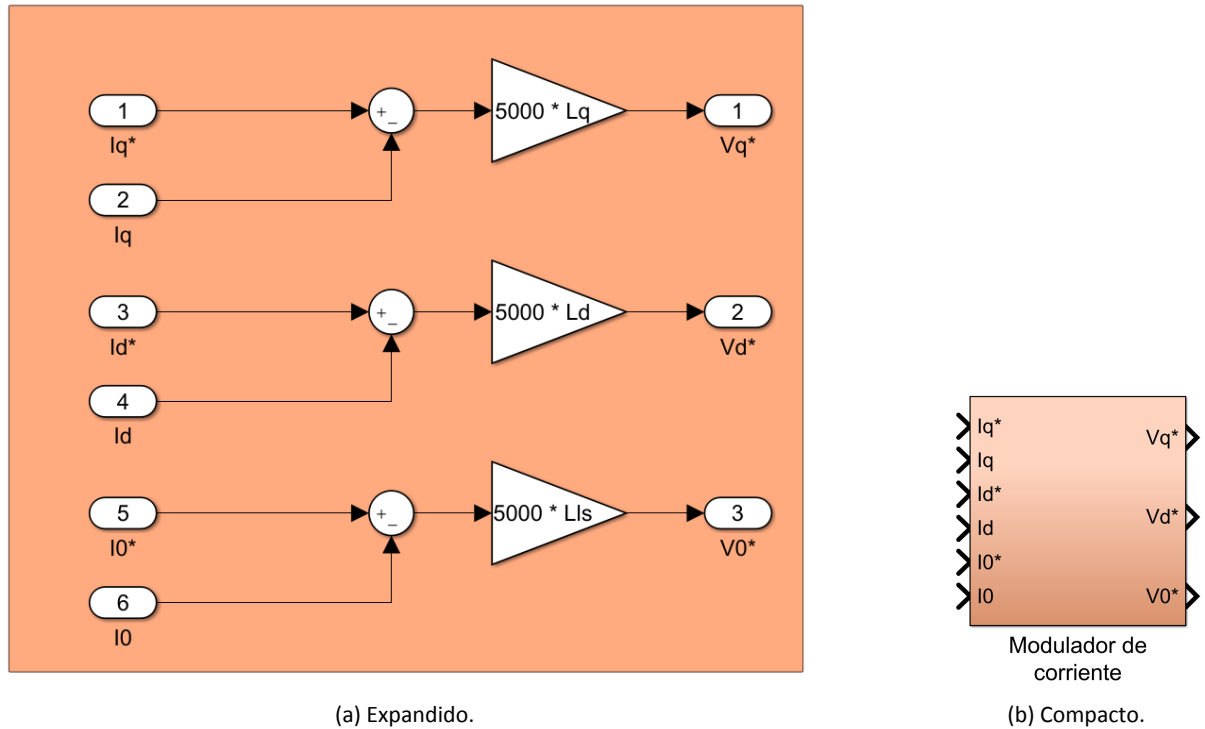 1
+
_
5000 * Lq
1
Iq*
Vq*
2
Iq
3
+
_
5000 * Ld
2
Id*
Vd*
4
Id
5
+
_
5000 * Lls
3
I0*
V0*
6
I0
Iq*
Iq
Id*
Id
I0*
I0
Vq*
Vd*
V0*
Modulador de
corriente
(a) Expandido.
(b) Compacto.